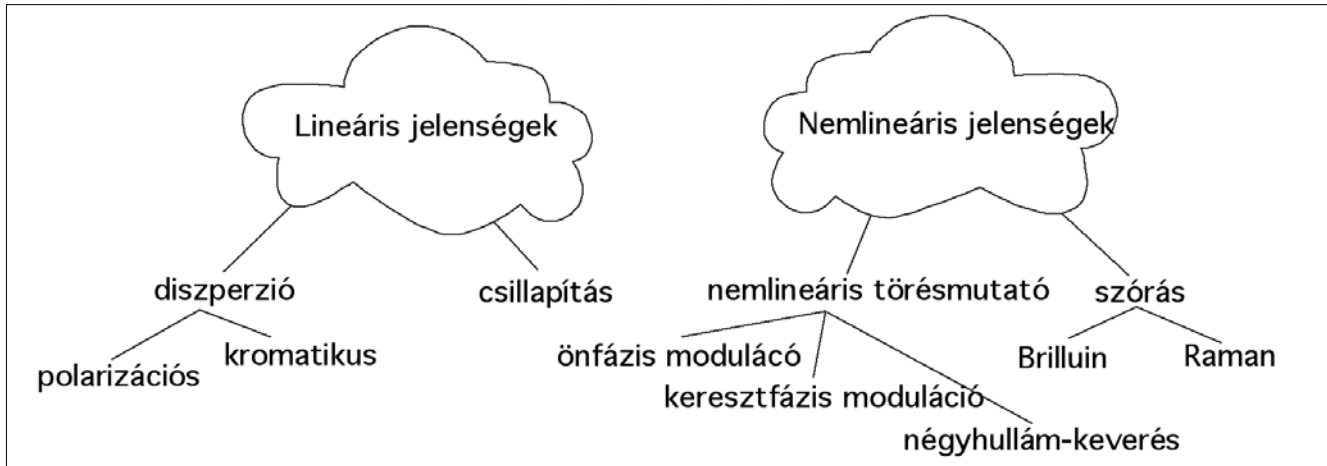 Lineáris jelenségek
Nemlineáris jelenségek
diszperzió
csillapítás
nemlineáris törésmutató
szórás
polarizációs
kromatikus
önfázis modulácó
keresztfázis moduláció
négyhullám-keverés
Brilluin
Raman